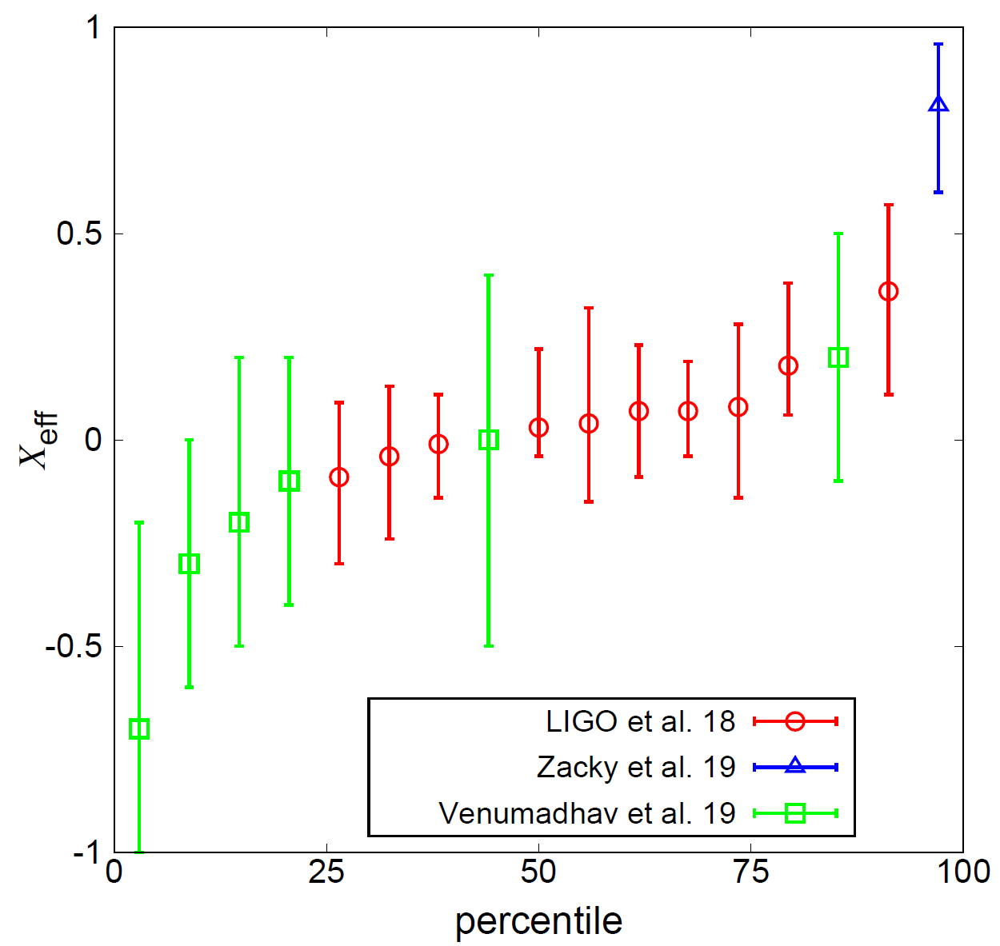 1
0.5
0
-0.5
-1
Xeff
0 25 50 75 100
percentile
LIGO et al. 18
Zacky et al. 19
Venumadhav et al. 19